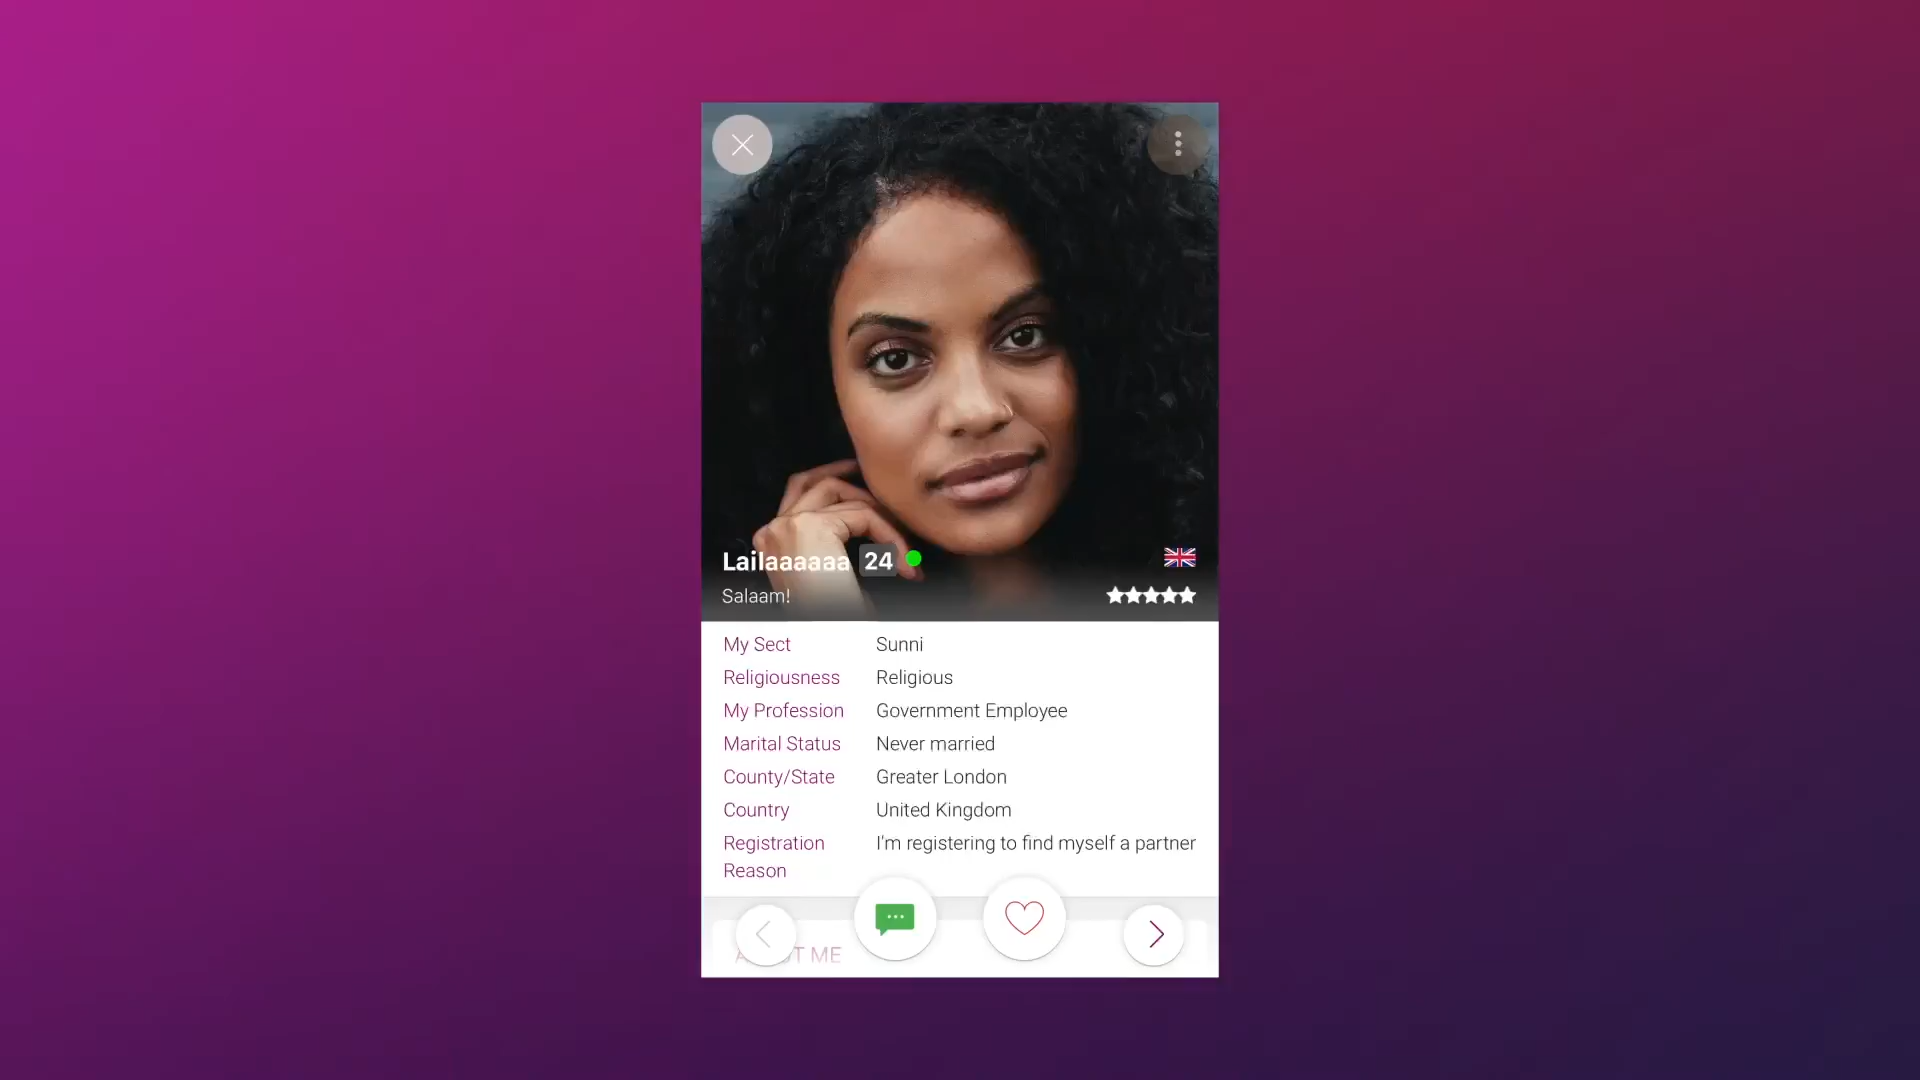 Lailaaaaaa 24
Salaam!
My Sect Sunni
Religiousness Religious
My Profession Government Employee
Marital Status Never married
County/State Greater London
Country United Kingdom
Registration Reason I'm registering to find myself a partner
ME